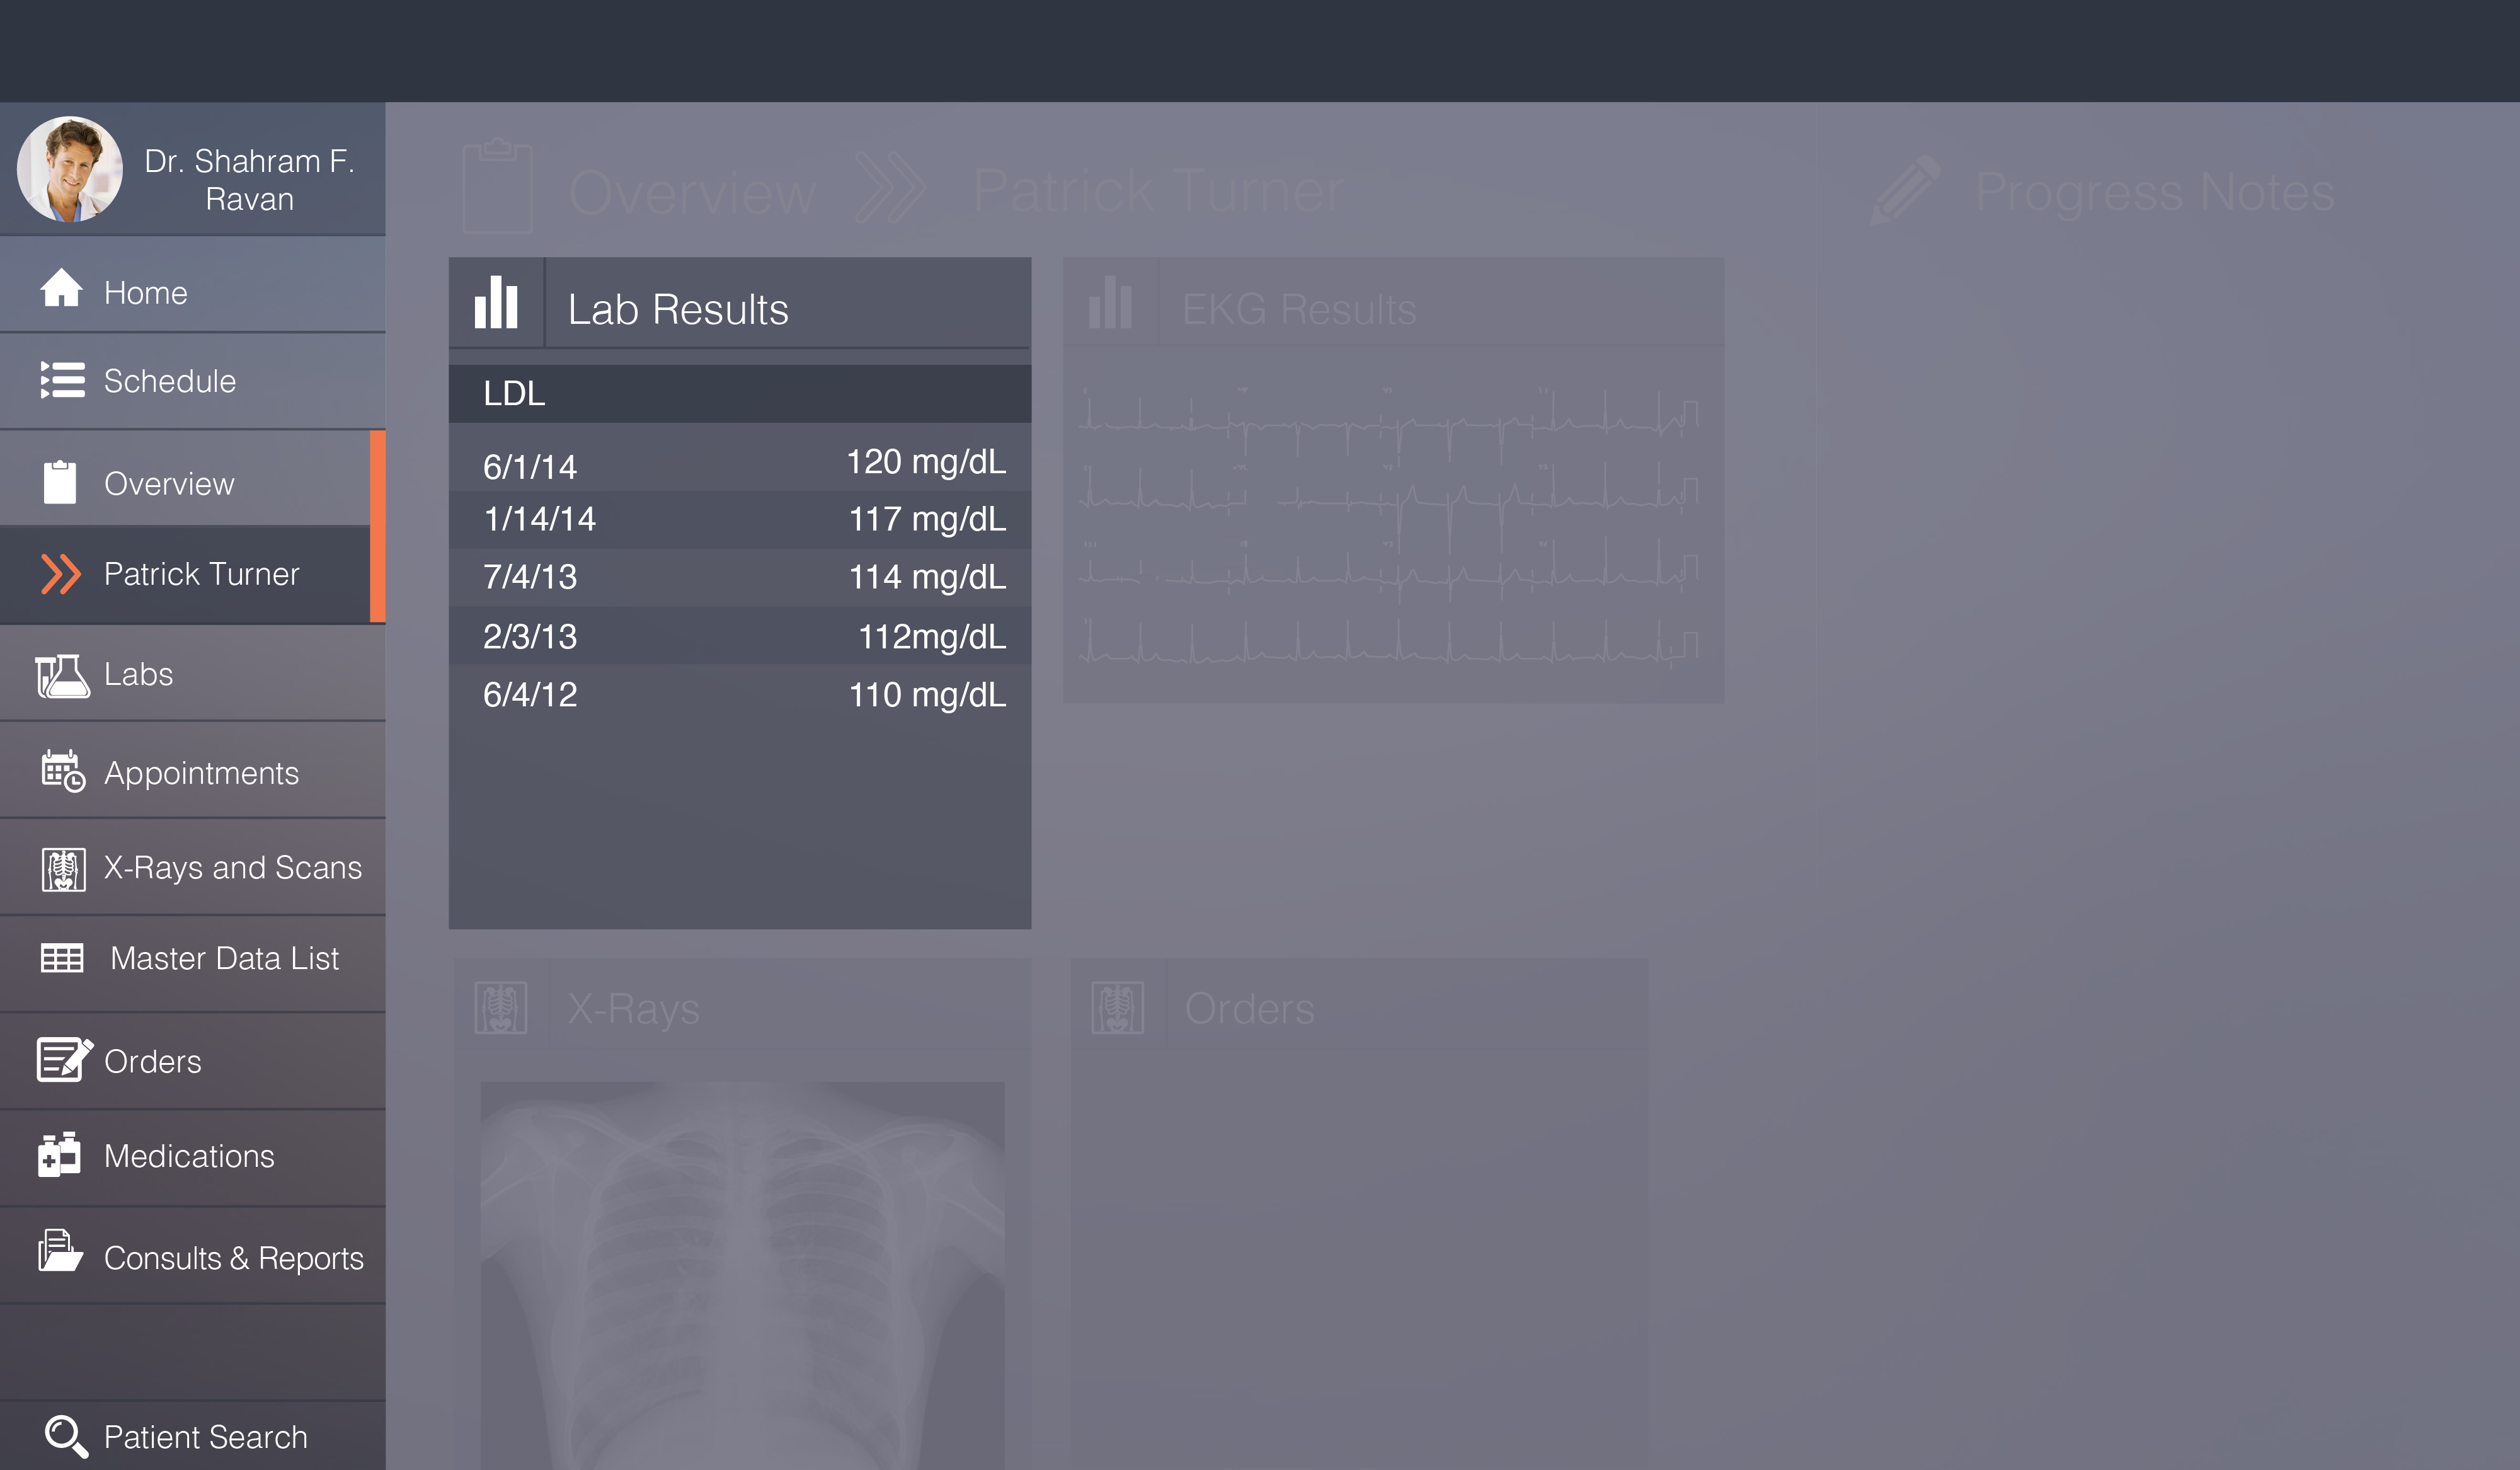 Dr. Shahram F.
Ravan
Home
Schedule
Overview
Patrick Turner
Labs
Appointments
X-Rays and Scans
Master Data List
Orders
Medications
Consults & Reports
Patient Search
Overview
Patrick Turner
Progress Notes
Lab Results
LDL
6/1/14 120 mg/dL
1/14/14 117 mg/dL
7/4/13 114 mg/dL
2/3/13 112mg/dL
6/4/12 110 mg/dL
EKG Results
X-Rays
Orders